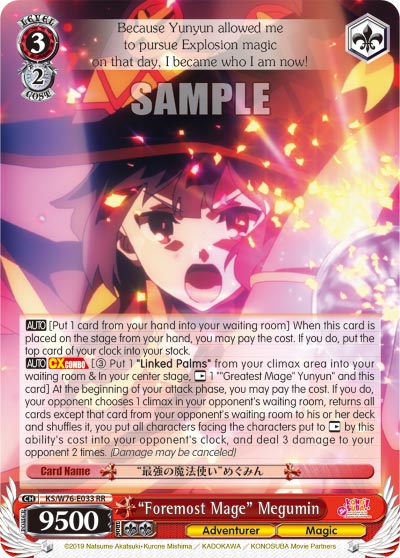 LEVEL
3
2
COST
Because Yunyun allowed me
to pursue Explosion magic
on that day, I became who I am now!
SAMPLE
AUTO [Put 1 card from your hand into your waiting room] When this card is
placed on the stage from your hand, you may pay the cost. If you do, put
the top card of your clock into your stock.
AUTO CX COMBO [③ Put 1 "Linked Palms" from your climax area into your
waiting room & In your center stage, 1 ""Greatest Mage" Yunyun" and this
card] At the beginning of your attack phase, you may pay the cost. If you do,
your opponent chooses 1 climax in your opponent's waiting room, returns all
cards except that card from your opponent's waiting room to his or her deck
and shuffles it, you put all characters facing the characters put to by this
ability's cost into your opponent's clock, and deal 3 damage to your
opponent 2 times. (Damage may be canceled)
Card Name
“最強の魔法使い”めぐみん
CH KS/W76-E033 RR
"Foremost Mage" Megumin
POWER
9500
SOUL
Adventurer
Magic
©2019 Natsume Akatsuki・Kurone Mishima / KADOKAWA / KONOSUBA Movie Partners